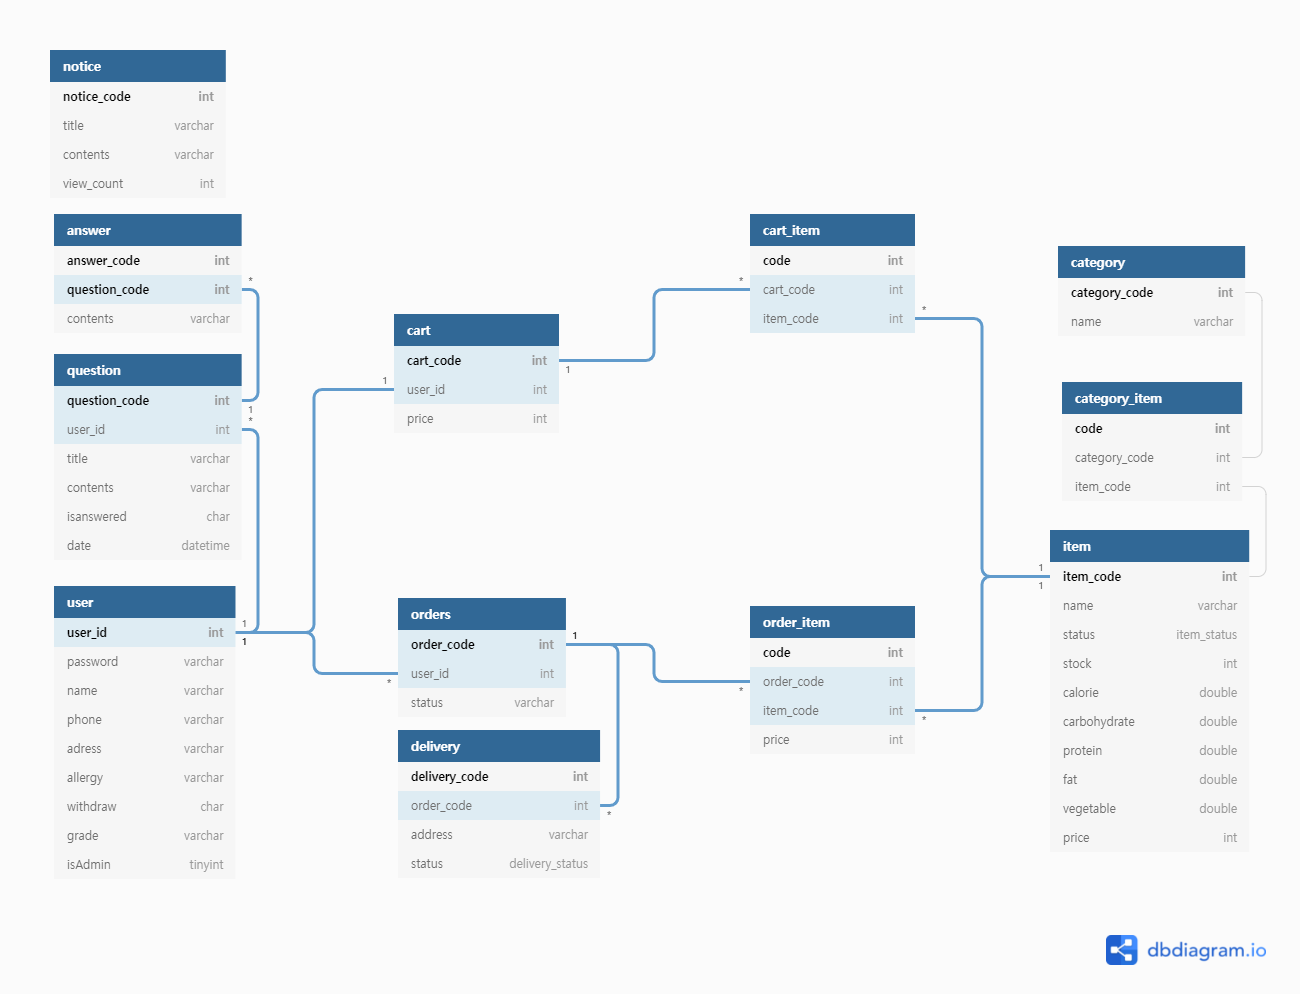 notice
notice_code int
title varchar
contents varchar
view_count int
answer
answer_code int
question_code int
contents varchar
question
question_code int
user_id int
title varchar
contents varchar
isanswered char
date datetime
user
user_id int
password varchar
name varchar
phone varchar
adress varchar
allergy varchar
withdraw char
grade varchar
isAdmin tinyint
* 
1
*
1
1
cart
cart_code int
user_id int
price int
1
1
orders
order_code int
user_id int
status varchar
1
*
delivery
delivery_code int
order_code int
address varchar
status delivery_status
*
cart_item
code int
cart_code int
item_code int
*
*
order_item
code int
order_code int
item_code int
price int
*
*
category
category_code int
name varchar
category_item
code int
category_code int
item_code int
item
item_code int
name varchar
status item_status
stock int
calorie double
carbohydrate double
protein double
fat double
vegetable double
price int
1
1
dbdiagram.io